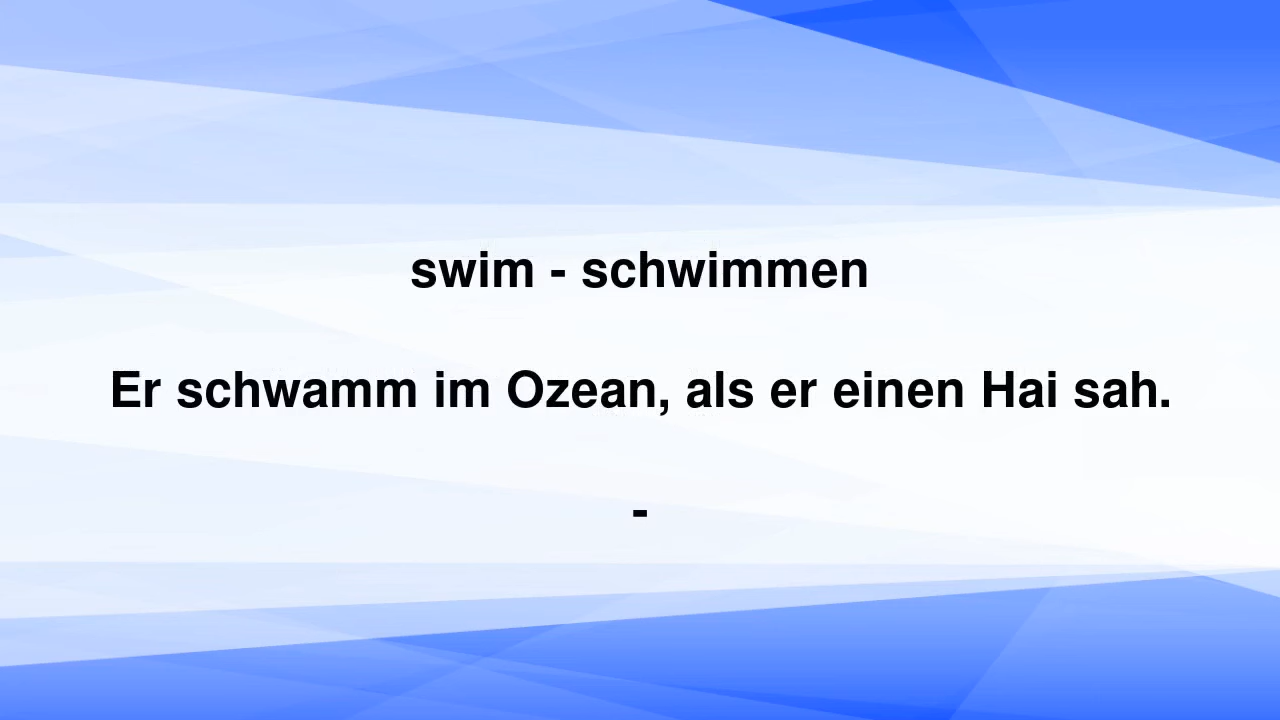 swim - schwimmen
Er schwamm im Ozean, als er einen Hai sah.
-